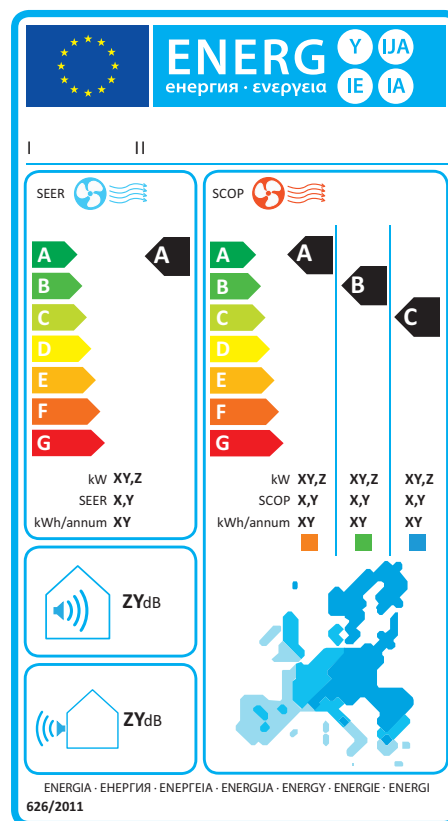 ENERG Y IJA
енергия · ενεργεια IE IA
I II
SEER
SCOP
A A
B
C
D
E
F
G
kW XY,Z
SEER X,Y
kWh/annum XY
A A
B B
C C
D
E
F
G
kW XY,Z XY,Z XY,Z
SCOP X,Y X,Y X,Y
kWh/annum XY XY XY
ZYdB
ZYdB
ENERGIA · ЕНЕРГИЯ · ΕΝΕΡΓΕΙΑ · ENERGIJA · ENERGY · ENERGIE · ENERGI
626/2011